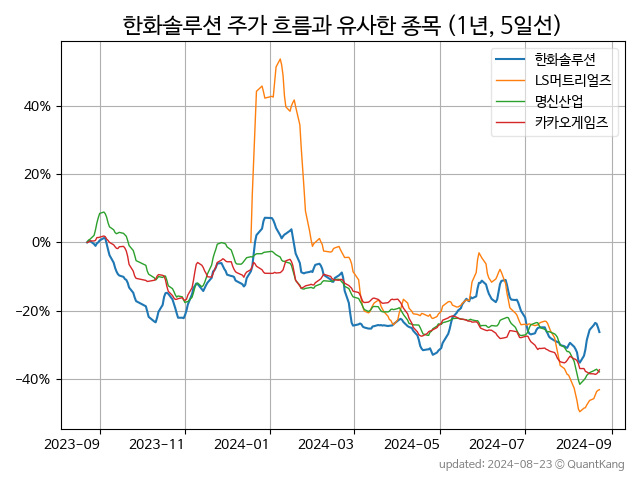 한화솔루션 주가 흐름과 유사한 종목 (1년, 5일선)
한화솔루션
LS머트리얼즈
명신산업
카카오게임즈
40%
20%
0%
−20%
−40%
2023-09 2023-11 2024-01 2024-03 2024-05 2024-07 2024-09
updated: 2024-08-23 © QuantKang